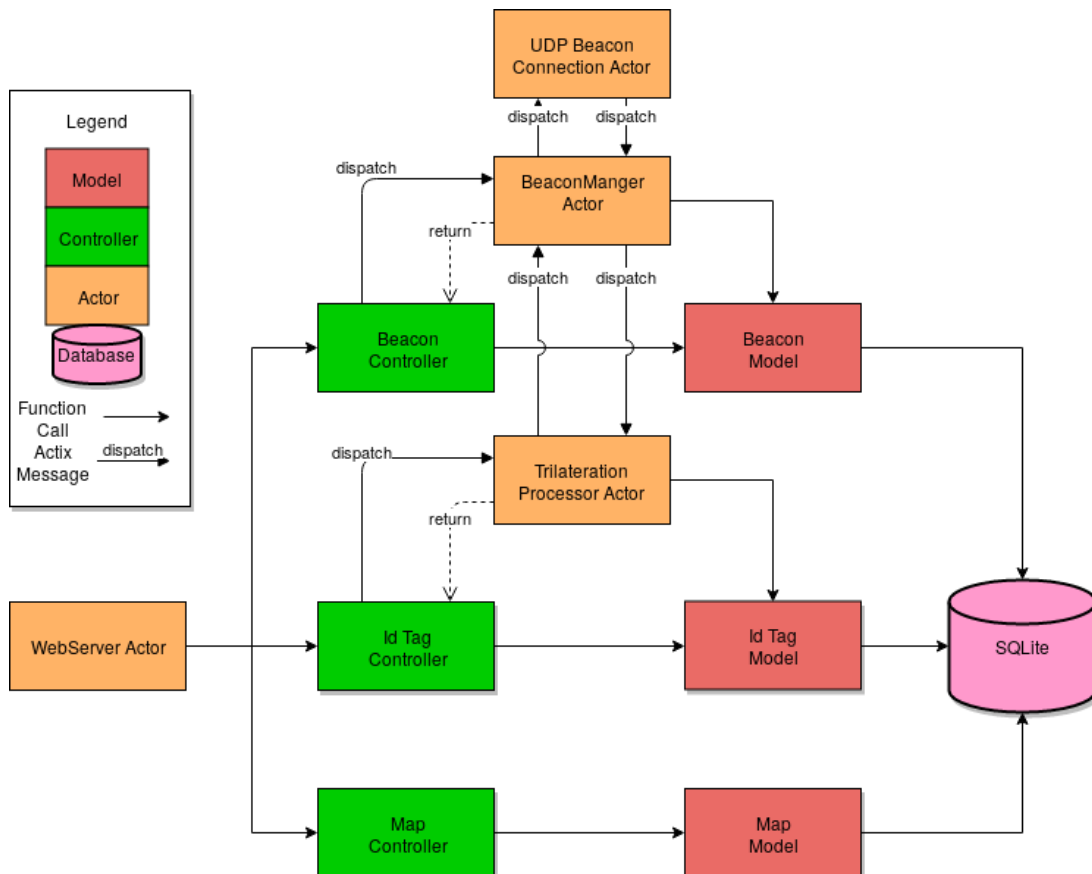 UDP Beacon
Connection Actor
dispatch
dispatch
Legend
Model
Controller
Actor
Database
Function
Call
Actix
Message
dispatch
dispatch
BeaconManger
Actor
return
dispatch
dispatch
Beacon
Controller
Beacon
Model
dispatch
Trilateration
Processor Actor
return
WebServer Actor
Id Tag
Controller
Id Tag
Model
SQLite
Map
Controller
Map
Model